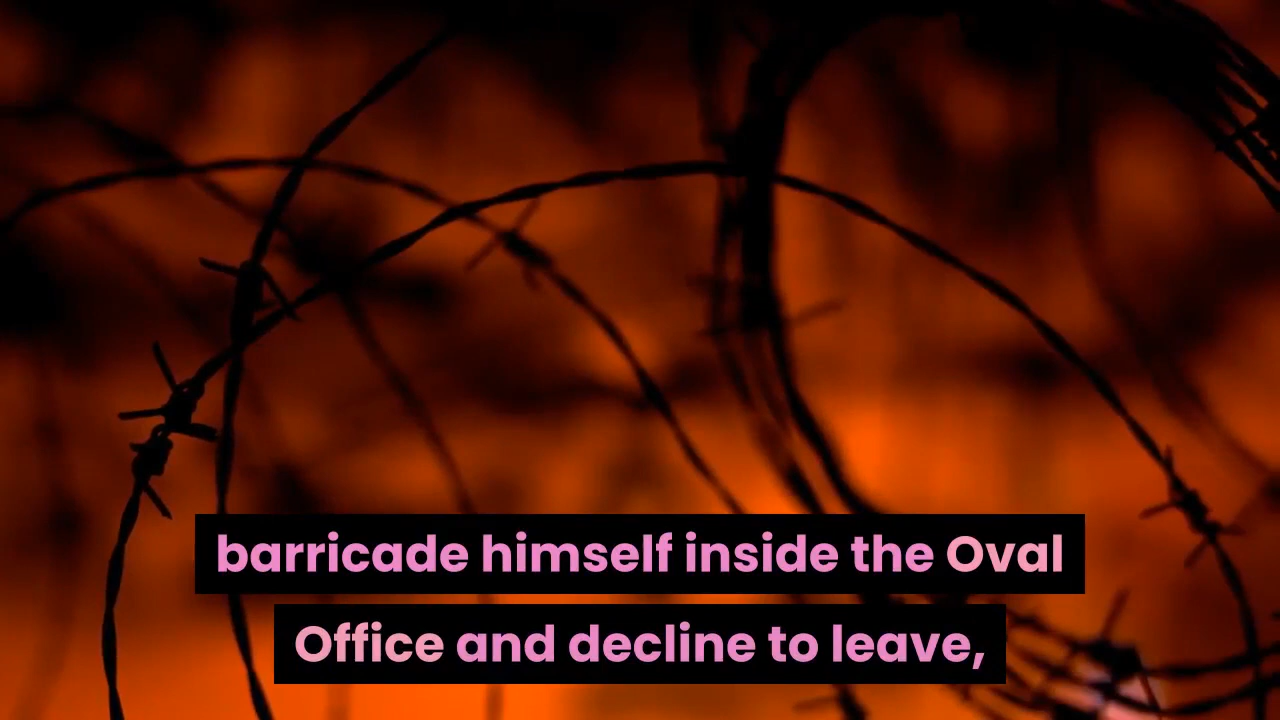 barricade himself inside the Oval
Office and decline to leave,